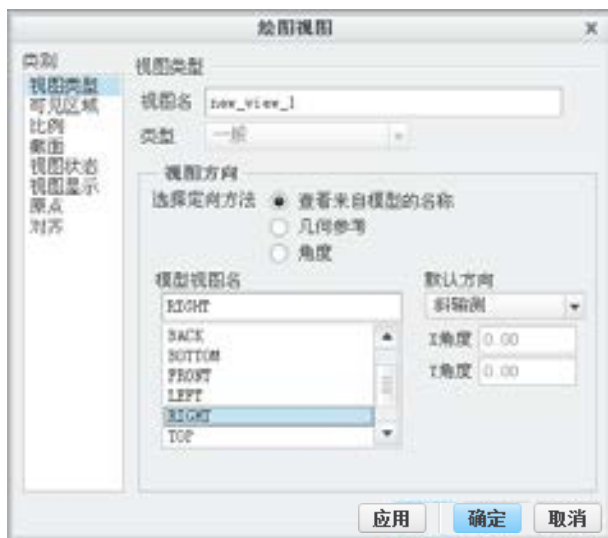 绘图视图
类别
视图类型
可见区域
比例
截面
视图状态
视图显示
原点
对齐
视图类型
视图名 new_view_1
类型 一般
视图方向
选择定向方法 查看来自模型的名称
几何参考
角度
模型视图名
RIGHT
BACK
BOTTOM
FRONT
LEFT
RIGHT
TOP
默认方向
斜轴测
X角度 0.00
Y角度 0.00
应用 确定 取消